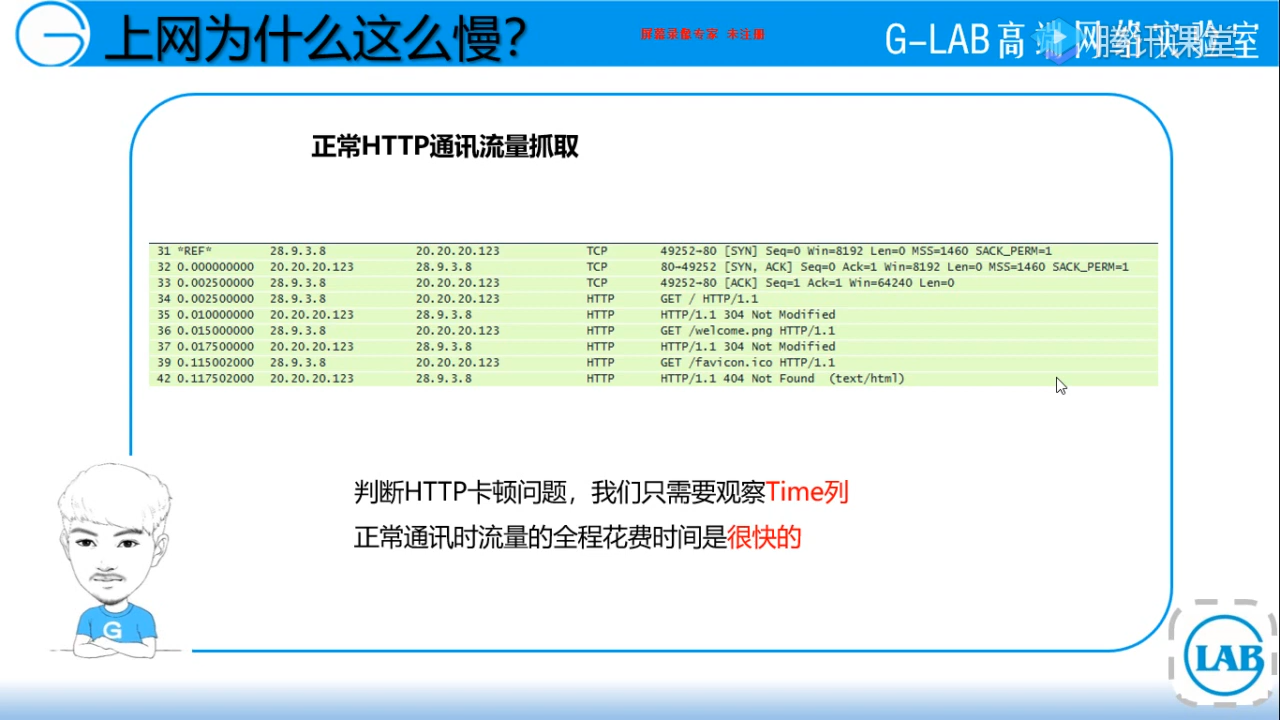 上网为什么这么慢？
屏幕录像专家 未注册
G-LAB高端网络实验室
腾讯课堂
正常HTTP通讯流量抓取
31 *REF* 28.9.3.8 20.20.20.123 TCP 49252→80 [SYN] Seq=0 Win=8192 Len=0 MSS=1460 SACK_PERM=1
32 0.000000000 20.20.20.123 28.9.3.8 TCP 80→49252 [SYN, ACK] Seq=0 Ack=1 Win=8192 Len=0 MSS=1460 SACK_PERM=1
33 0.002500000 28.9.3.8 20.20.20.123 TCP 49252→80 [ACK] Seq=1 Ack=1 Win=64240 Len=0
34 0.002500000 28.9.3.8 20.20.20.123 HTTP GET / HTTP/1.1
35 0.010000000 20.20.20.123 28.9.3.8 HTTP HTTP/1.1 304 Not Modified
36 0.015000000 28.9.3.8 20.20.20.123 HTTP GET /welcome.png HTTP/1.1
37 0.017500000 20.20.20.123 28.9.3.8 HTTP HTTP/1.1 304 Not Modified
39 0.115002000 28.9.3.8 20.20.20.123 HTTP GET /favicon.ico HTTP/1.1
42 0.117502000 20.20.20.123 28.9.3.8 HTTP HTTP/1.1 404 Not Found (text/html)
判断HTTP卡顿问题，我们只需要观察Time列
正常通讯时流量的全程花费时间是很快的
G
LAB